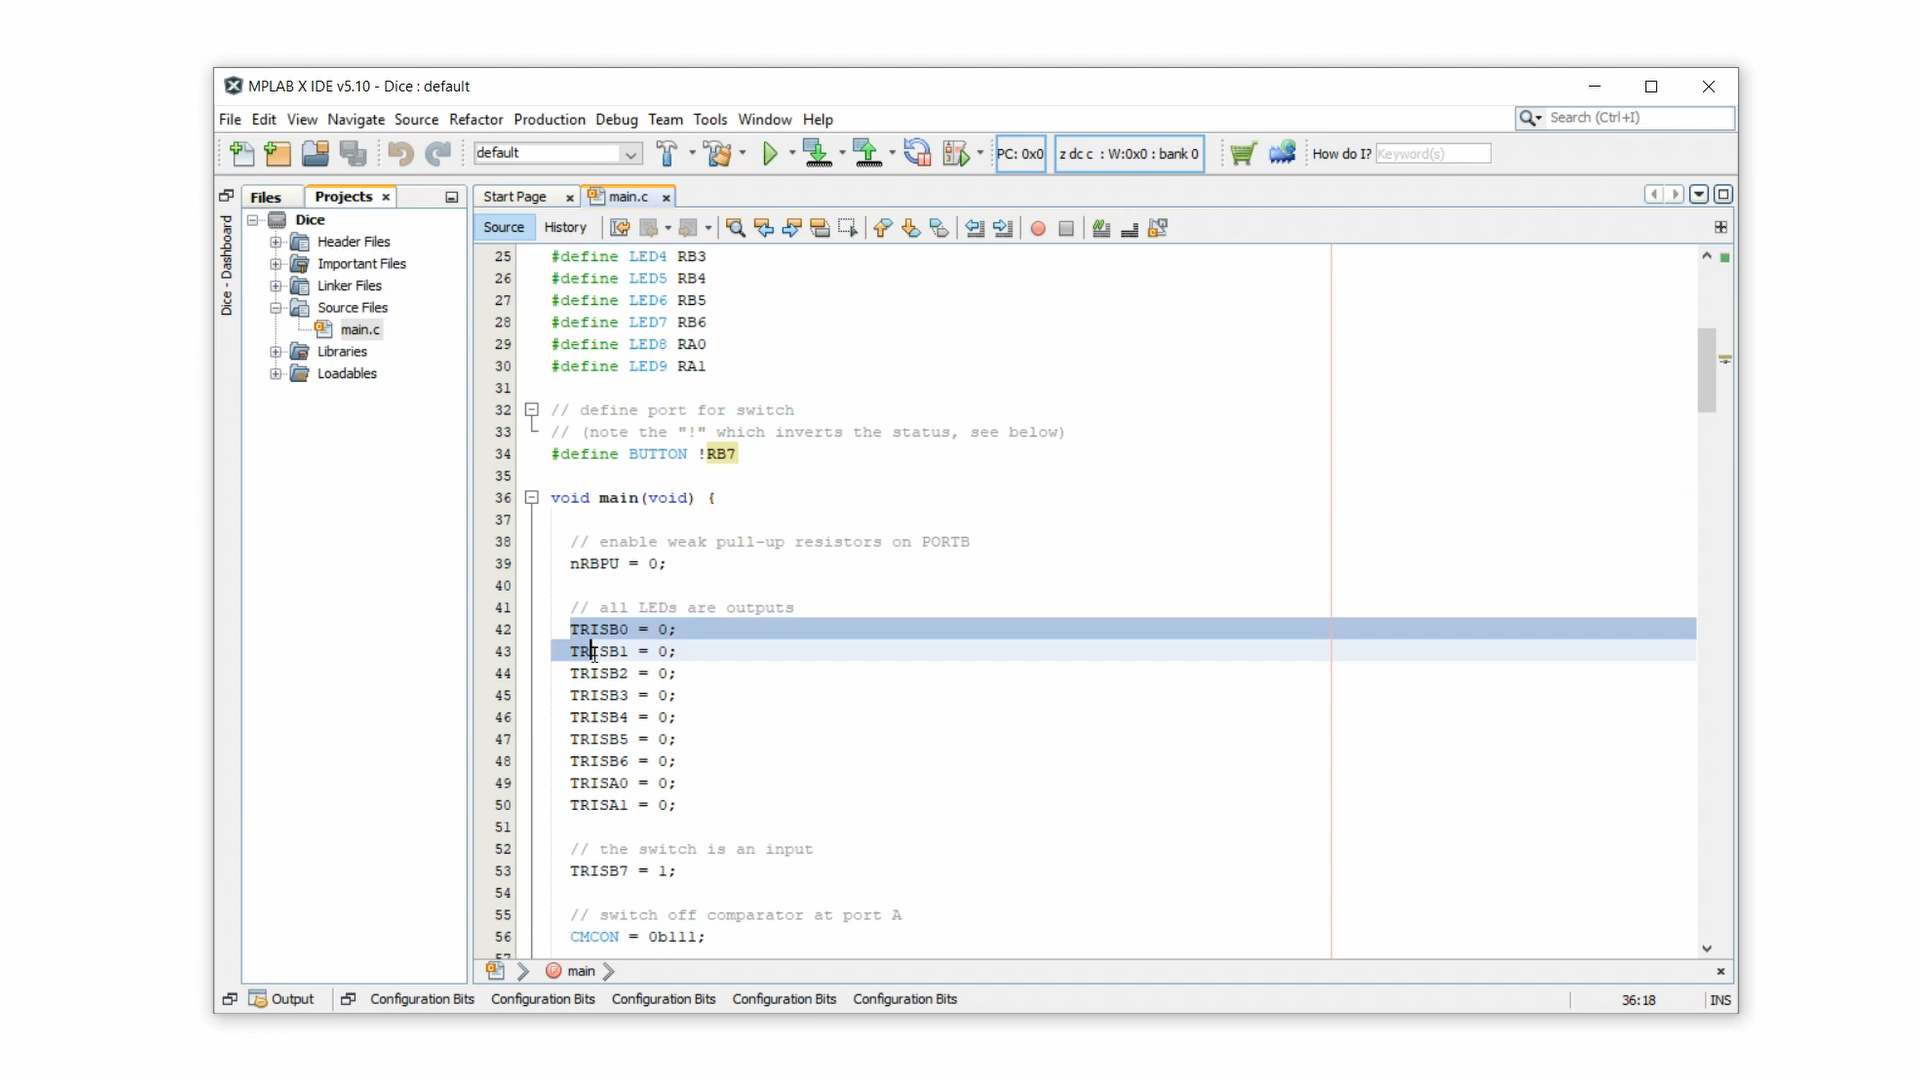 MPLAB X IDE v5.10 - Dice : default
File Edit View Navigate Source Refactor Production Debug Team Tools Window Help
Search (Ctrl+I)
default
PC: 0x0
z dc c : W:0x0 : bank 0
How do I? Keyword(s)
Dice - Dashboard
Files Projects
Dice
Header Files
Important Files
Linker Files
Source Files
main.c
Libraries
Loadables
Start Page main.c
Source History
25 #define LED4 RB3
26 #define LED5 RB4
27 #define LED6 RB5
28 #define LED7 RB6
29 #define LED8 RA0
30 #define LED9 RA1
31
32 // define port for switch
33 // (note the "!" which inverts the status, see below)
34 #define BUTTON !RB7
35
36 void main(void) {
37
38 // enable weak pull-up resistors on PORTB
39 nRBPU = 0;
40
41 // all LEDs are outputs
42 TRISB0 = 0;
43 TRISB1 = 0;
44 TRISB2 = 0;
45 TRISB3 = 0;
46 TRISB4 = 0;
47 TRISB5 = 0;
48 TRISB6 = 0;
49 TRISA0 = 0;
50 TRISA1 = 0;
51
52 // the switch is an input
53 TRISB7 = 1;
54
55 // switch off comparator at port A
56 CMCON = 0b111;
57
main
Output Configuration Bits Configuration Bits Configuration Bits Configuration Bits Configuration Bits
36:18 INS